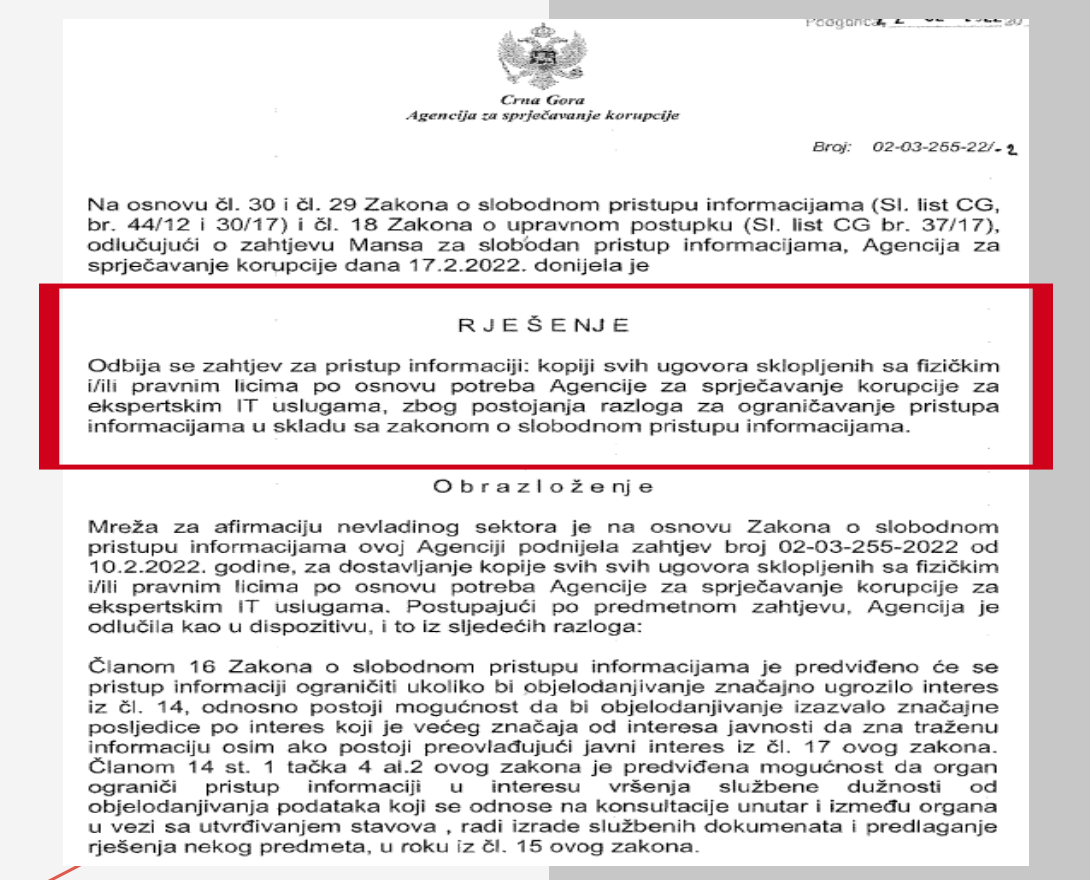 Podgorica,
Crna Gora
Agencija za sprječavanje korupcije
Broj: 02-03-255-22/-2
Na osnovu čl. 30 i čl. 29 Zakona o slobodnom pristupu informacijama (Sl. list CG,
br. 44/12 i 30/17) i čl. 18 Zakona o upravnom postupku (Sl. list CG br. 37/17),
odlučujući o zahtjevu Mansa za slobodan pristup informacijama, Agencija za
sprječavanje korupcije dana 17.2.2022. donijela je
RJEŠENJE
Odbija se zahtjev za pristup informaciji: kopiji svih ugovora sklopljenih sa fizičkim
i/ili pravnim licima po osnovu potreba Agencije za sprječavanje korupcije za
ekspertskim IT uslugama, zbog postojanja razloga za ograničavanje pristupa
informacijama u skladu sa zakonom o slobodnom pristupu informacijama.
Obrazloženje
Mreža za afirmaciju nevladinog sektora je na osnovu Zakona o slobodnom
pristupu informacijama ovoj Agenciji podnijela zahtjev broj 02-03-255-2022 od
10.2.2022. godine, za dostavljanje kopije svih svih ugovora sklopljenih sa fizičkim
i/ili pravnim licima po osnovu potreba Agencije za sprječavanje korupcije za
ekspertskim IT uslugama. Postupajući po predmetnom zahtjevu, Agencija je
odlučila kao u dispozitivu, i to iz sljedećih razloga:
Članom 16 Zakona o slobodnom pristupu informacijama je predviđeno će se
pristup informaciji ograničiti ukoliko bi objelodanjivanje značajno ugrozilo interes
iz čl. 14, odnosno postoji mogućnost da bi objelodanjivanje izazvalo značajne
posljedice po interes koji je većeg značaja od interesa javnosti da zna traženu
informaciju osim ako postoji preovlađujući javni interes iz čl. 17 ovog zakona.
Članom 14 st. 1 tačka 4 al.2 ovog zakona je predviđena mogućnost da organ
ograniči pristup informaciji u interesu vršenja službene dužnosti od
objelodanjivanja podataka koji se odnose na konsultacije unutar i između organa
u vezi sa utvrđivanjem stavova , radi izrade službenih dokumenata i predlaganje
rješenja nekog predmeta, u roku iz čl. 15 ovog zakona.